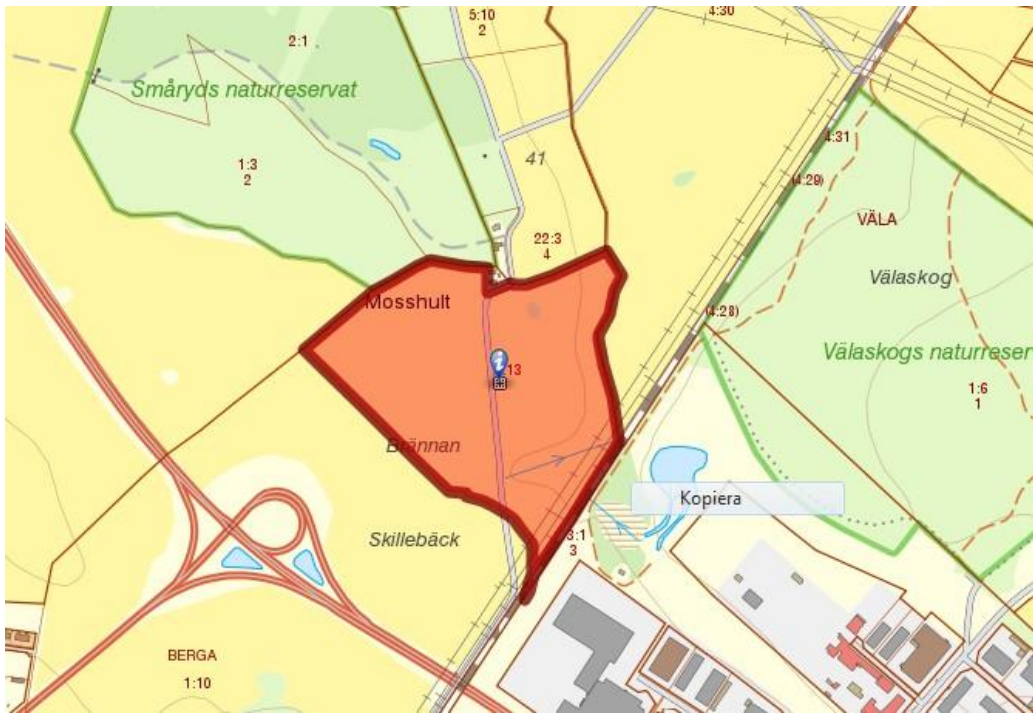 5:10
2
4:30
2:1
Småryds naturreservat
4:31
41
1:3
2
(4:29)
VÄLA
22:3
4
Välaskog
Mosshult
(4:28)
Välaskogs naturreser
13
1:6
1
Brännan
Kopiera
Skillebäck
3:1
3
BERGA
1:10